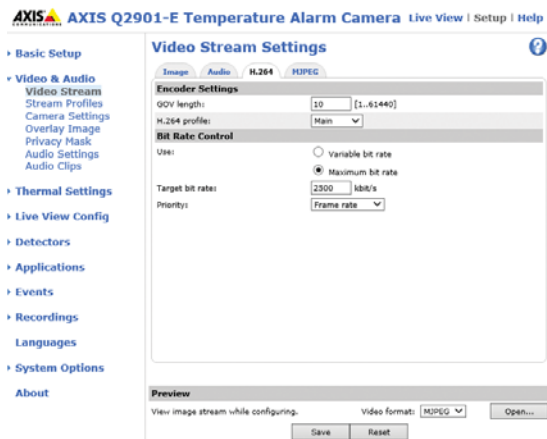 AXIS COMMUNICATIONS AXIS Q2901-E Temperature Alarm Camera Live View | Setup | Help
Basic Setup
Video & Audio
Video Stream
Stream Profiles
Camera Settings
Overlay Image
Privacy Mask
Audio Settings
Audio Clips
Thermal Settings
Live View Config
Detectors
Applications
Events
Recordings
Languages
System Options
About
Video Stream Settings ?
Image Audio H.264 MJPEG
Encoder Settings
GOV length: 10 [1..61440]
H.264 profile: Main
Bit Rate Control
Use: Variable bit rate
Maximum bit rate
Target bit rate: 2500 kbit/s
Priority: Frame rate
Preview
View image stream while configuring. Video format: MJPEG Open...
Save Reset